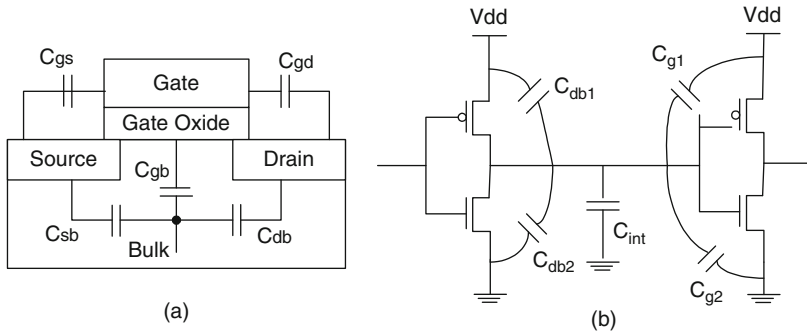 Cgs
Gate
Cgd
Gate Oxide
Source
Drain
Cgb
Csb
Cdb
Bulk
(a)
Vdd
Vdd
Cdb1
Cg1
Cint
Cdb2
Cg2
(b)